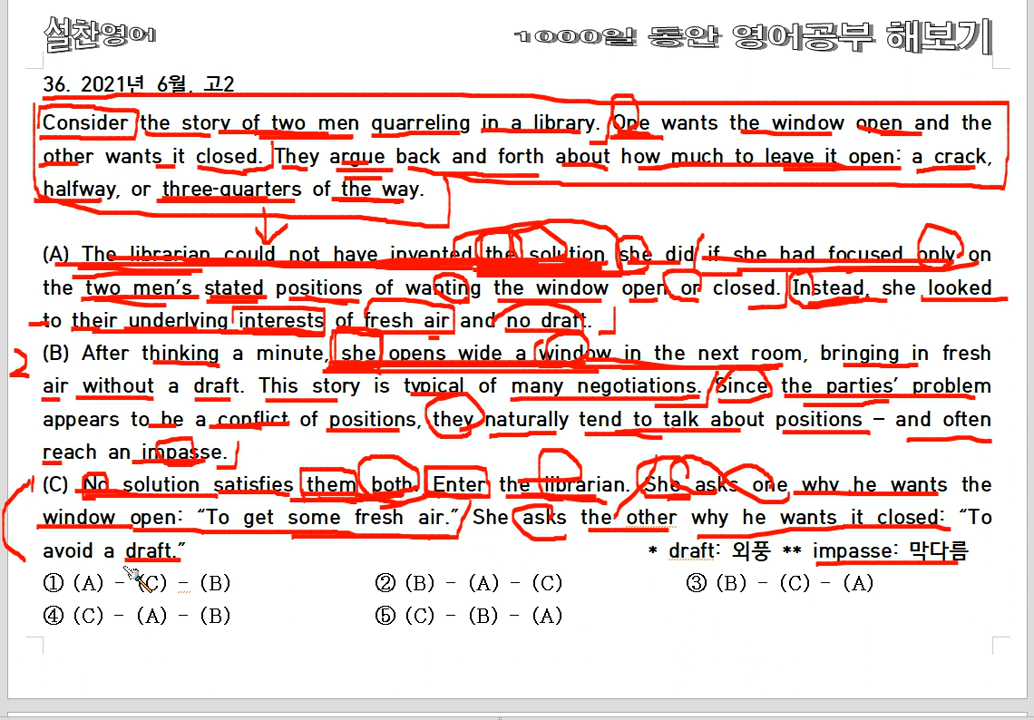 설찬영어 1000일 동안 영어공부 해보기
36. 2021년 6월, 고2
Consider the story of two men quarreling in a library. One wants the window open and the
other wants it closed. They argue back and forth about how much to leave it open: a crack,
halfway, or three-quarters of the way.
(A) The librarian could not have invented the solution she did if she had focused only on
the two men's stated positions of wanting the window open or closed. Instead, she looked
to their underlying interests of fresh air and no draft.
(B) After thinking a minute, she opens wide a window in the next room, bringing in fresh
air without a draft. This story is typical of many negotiations. Since the parties' problem
appears to be a conflict of positions, they naturally tend to talk about positions – and often
reach an impasse.
(C) No solution satisfies them both. Enter the librarian. She asks one why he wants the
window open: "To get some fresh air." She asks the other why he wants it closed: "To
avoid a draft."
* draft: 외풍 ** impasse: 막다름
① (A) - (C) - (B) ② (B) - (A) - (C) ③ (B) - (C) - (A)
④ (C) - (A) - (B) ⑤ (C) - (B) - (A)
2